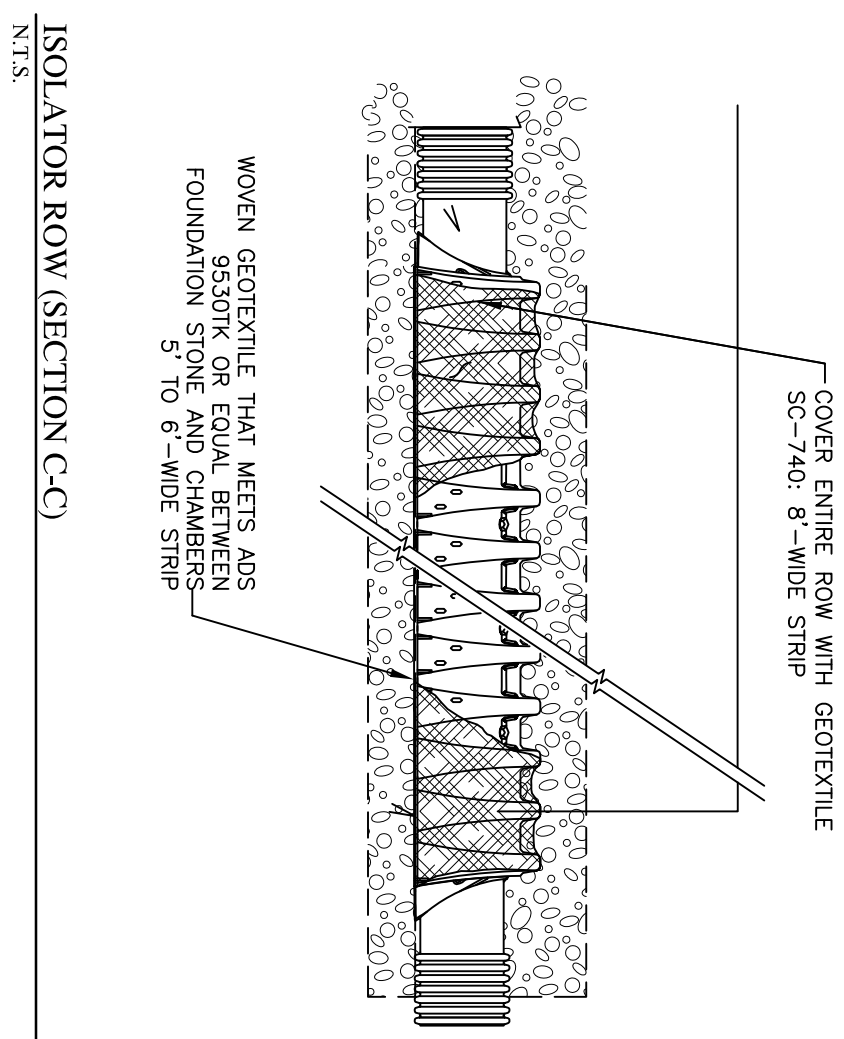 COVER ENTIRE ROW WITH GEOTEXTILE
SC-740: 8'-WIDE STRIP
WOVEN GEOTEXTILE THAT MEETS ADS
9530TK OR EQUAL BETWEEN
FOUNDATION STONE AND CHAMBERS
5' TO 6'-WIDE STRIP
ISOLATOR ROW (SECTION C-C)
N.T.S.